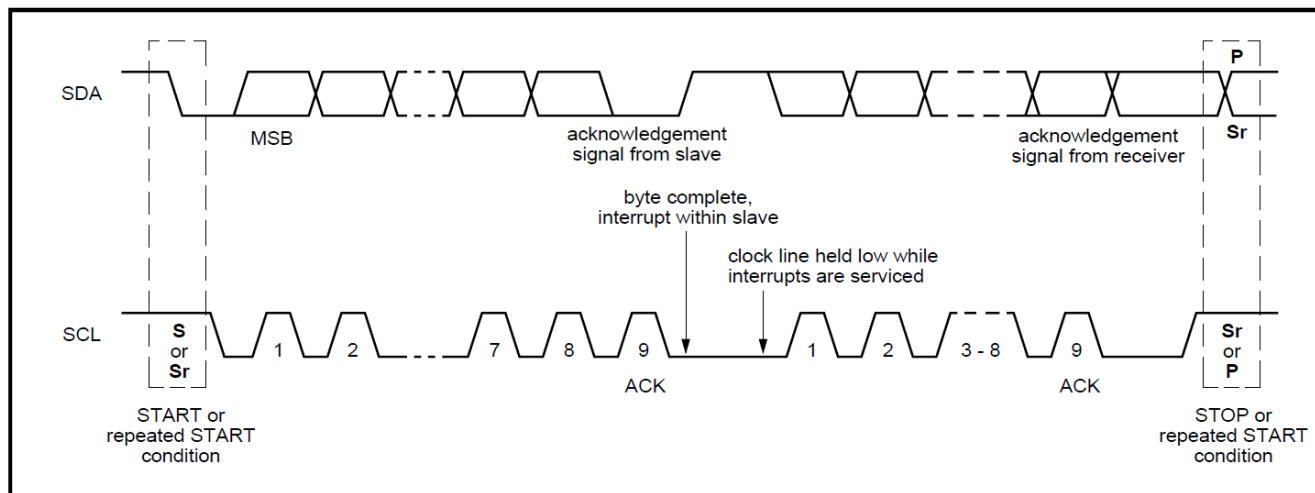 P
SDA
MSB
acknowledgement
signal from slave
acknowledgement
signal from receiver
Sr
byte complete,
interrupt within slave
clock line held low while
interrupts are serviced
SCL
S
or
Sr
1
2
7
8
9
1
2
3 - 8
9
Sr
or
P
ACK
ACK
START or
repeated START
condition
STOP or
repeated START
condition